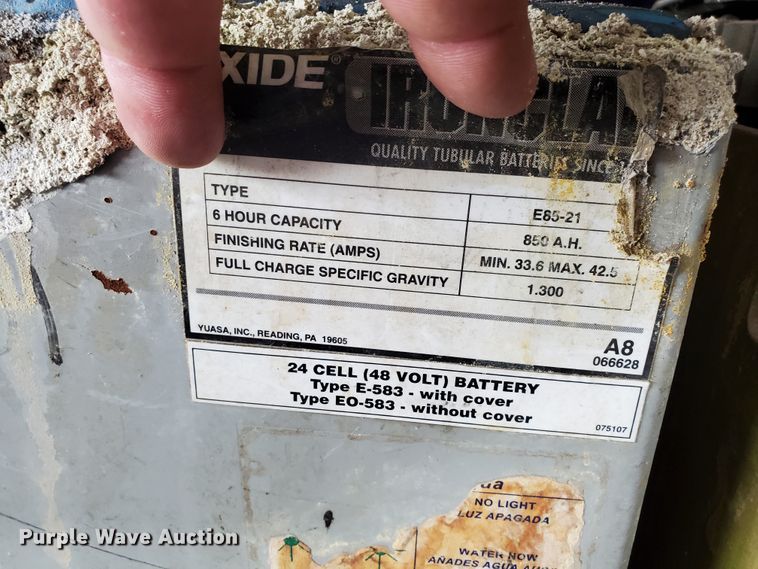 XIDE®
QUALITY TUBULAR BATTERIES SINCE
TYPE E85-21
6 HOUR CAPACITY 850 A.H.
FINISHING RATE (AMPS) MIN. 33.6 MAX. 42.5
FULL CHARGE SPECIFIC GRAVITY 1.300
YUASA, INC., READING, PA 19605
A8
066628
24 CELL (48 VOLT) BATTERY
Type E-583 - with cover
Type EO-583 - without cover
075107
ua
NO LIGHT
LUZ APAGADA
WATER NOW
AÑADES AGUA
Purple Wave Auction